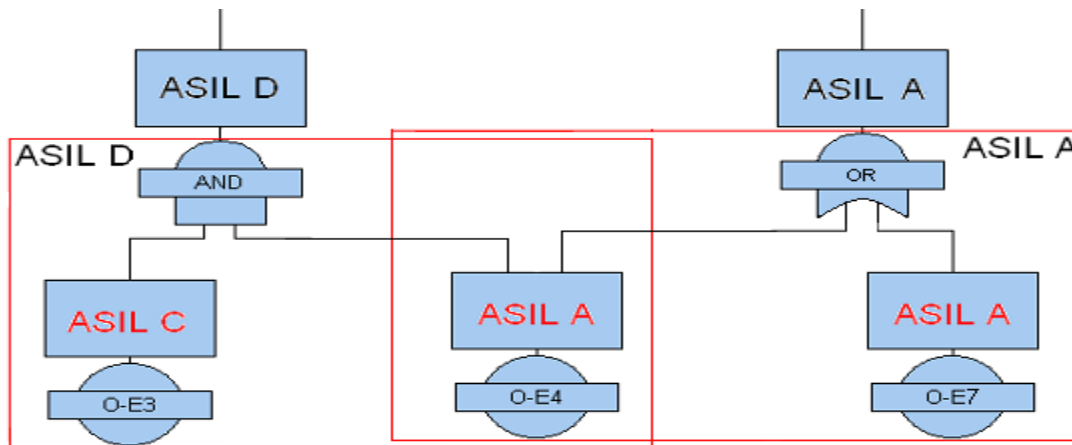 ASIL D
ASIL A
ASIL D
ASIL A
AND
OR
ASIL C
ASIL A
ASIL A
O-E3
O-E4
O-E7